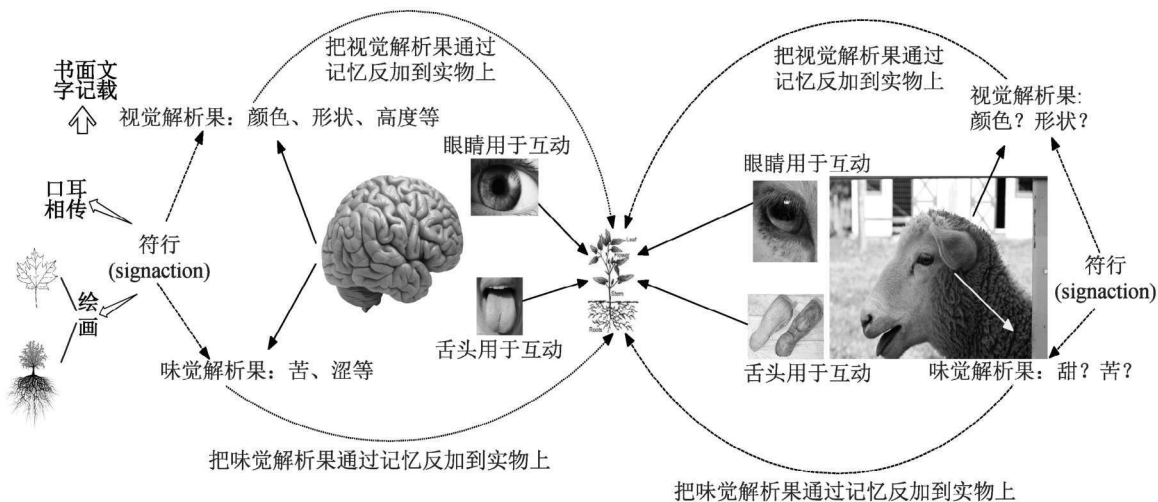 把视觉解析果通过
记忆反加到实物上
书面文
字记载
视觉解析果：颜色、形状、高度等
眼睛用于互动
口耳
相传
符行
(signaction)
绘
画
舌头用于互动
味觉解析果：苦、涩等
把味觉解析果通过记忆反加到实物上
Leaf
Stem
Roots
把视觉解析果通过
记忆反加到实物上
视觉解析果：
颜色？形状？
眼睛用于互动
符行
(signaction)
舌头用于互动
味觉解析果：甜？苦？
把味觉解析果通过记忆反加到实物上